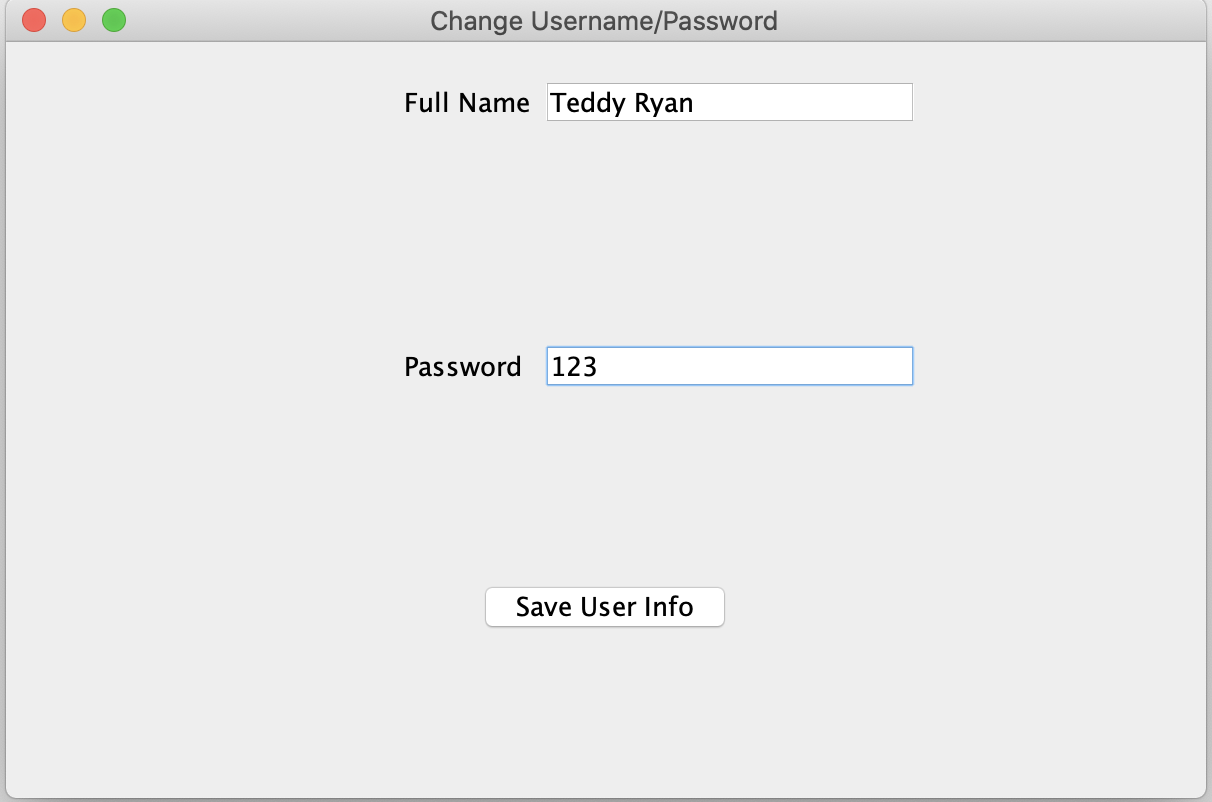 Change Username/Password
Full Name Teddy Ryan
Password 123
Save User Info